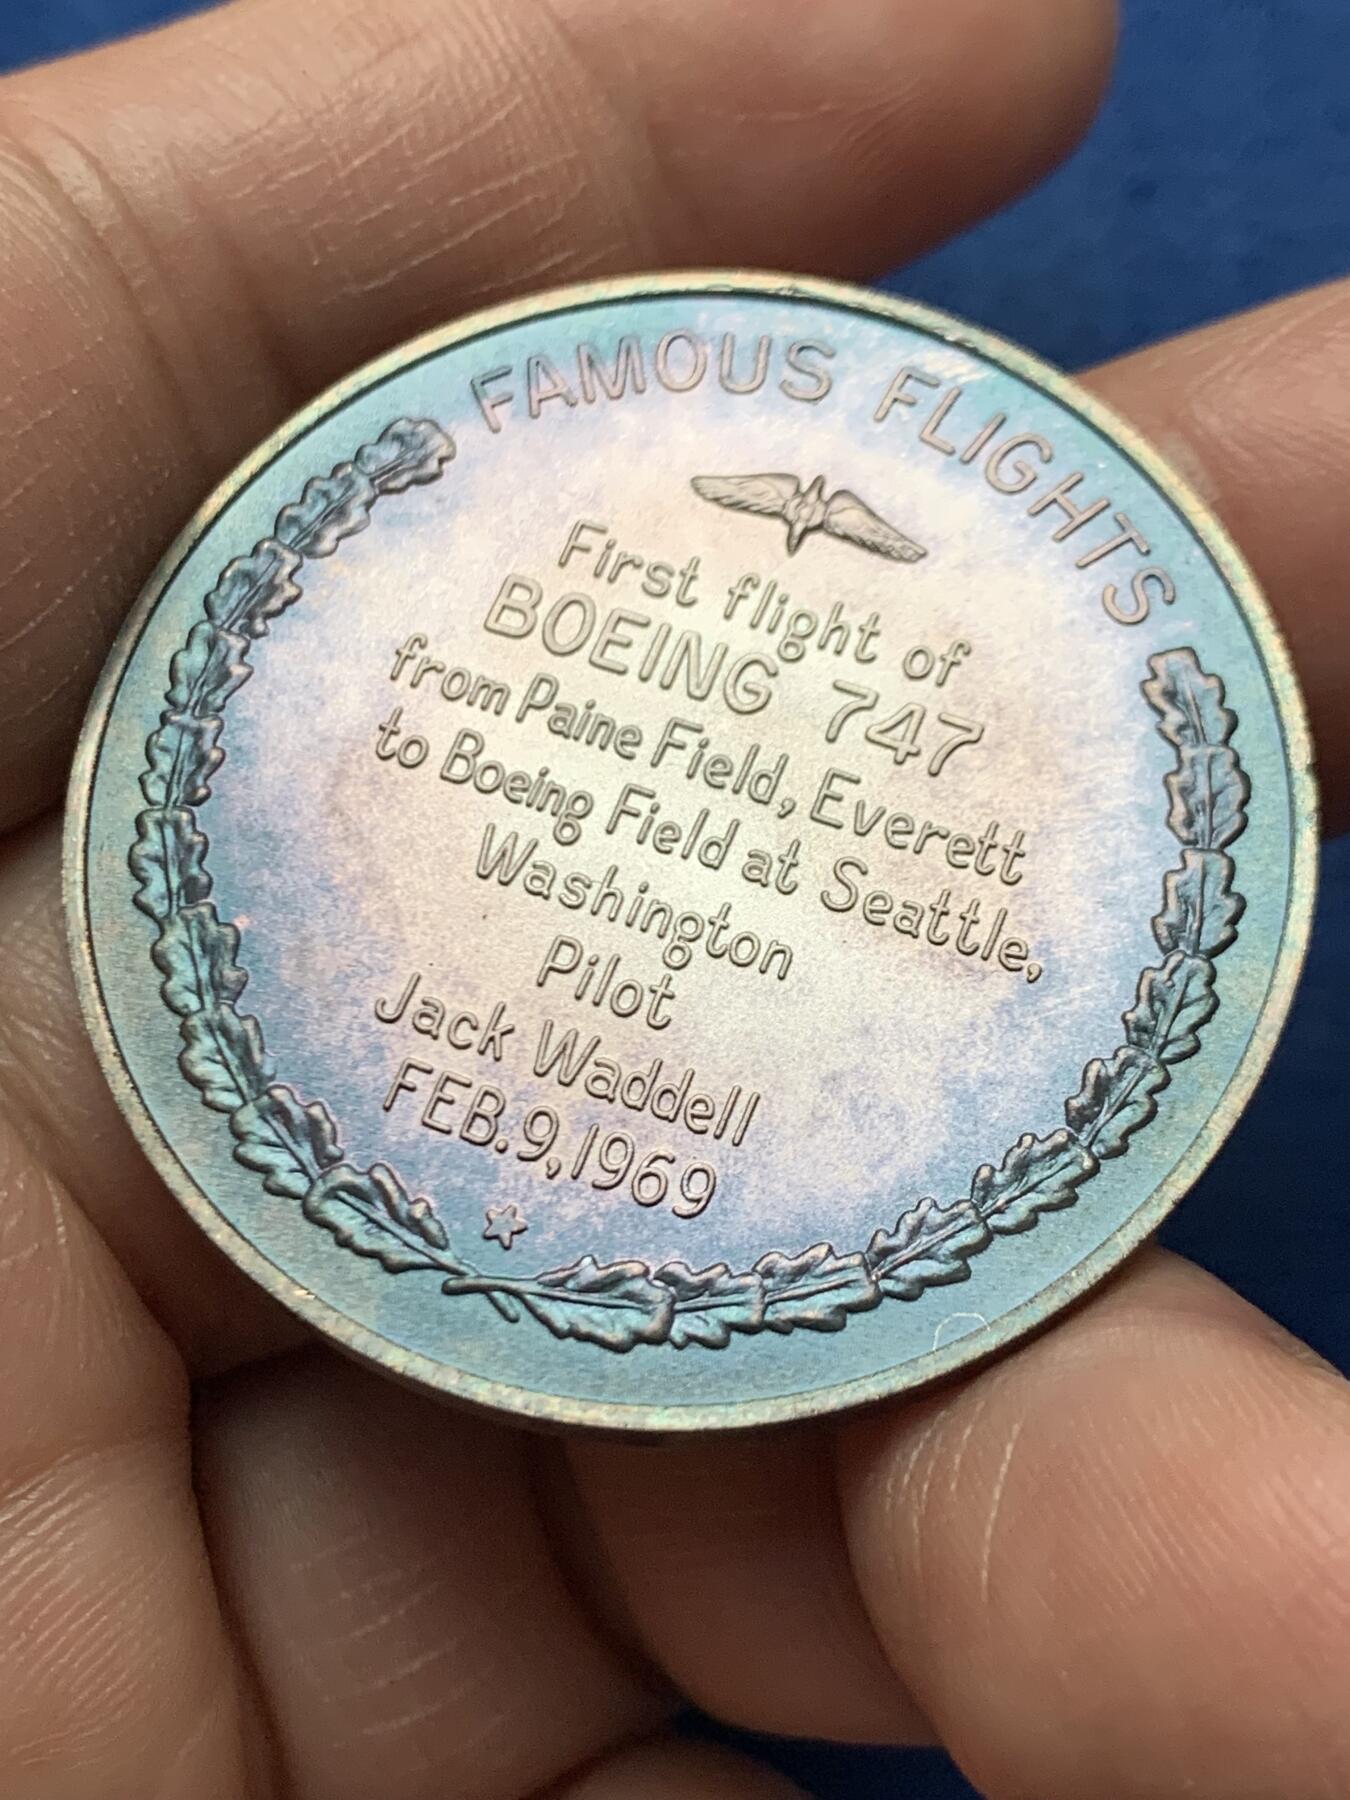 FAMOUS FLIGHTS
First flight of
BOEING 747
from Paine Field, Everett
to Boeing Field at Seattle,
Washington
Pilot
Jack Waddell
FEB. 9, 1969